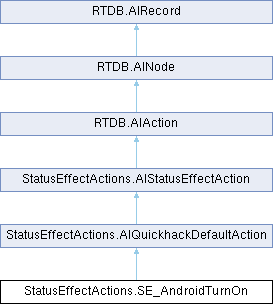 RTDB.AIRecord
RTDB.AINode
RTDB.AIAction
StatusEffectActions.AIStatusEffectAction
StatusEffectActions.AIQuickhackDefaultAction
StatusEffectActions.SE_AndroidTurnOn